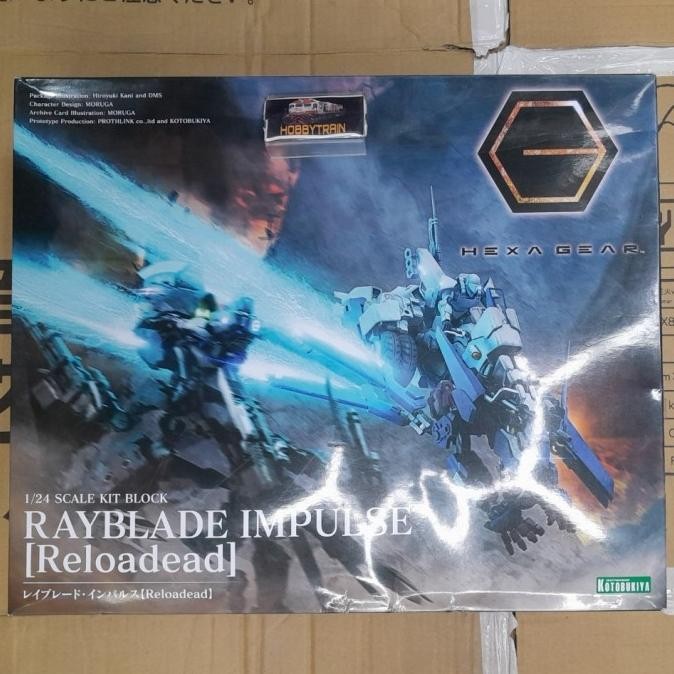 Hiroyuki Kani and DMS
Character Design: MORUGA
Archive Card Illustration: MORUGA
Prototype Production: PROTHLINK co.,ltd and KOTOBUKIYA
HOBBYTRAIN
HEXA GEAR
1/24 SCALE KIT BLOCK
RAYBLADE IMPULSE
[Reloadead]
レイブレード・インパルス【Reloadead】
KOTOBUKIYA